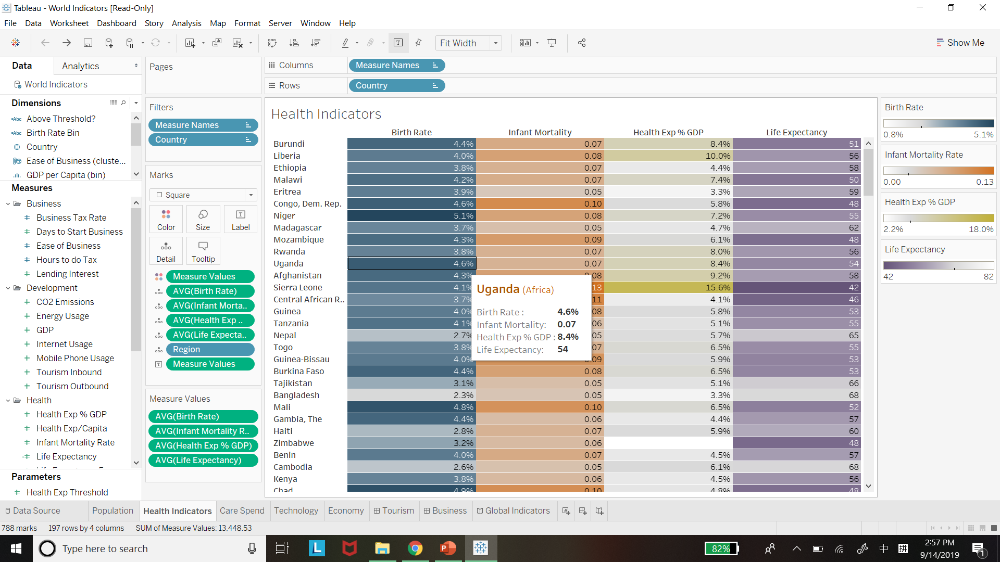 Tableau - World Indicators [Read-Only]
File Data Worksheet Dashboard Story Analysis Map Format Server Window Help
Fit Width
Show Me
Data Analytics
World Indicators
Dimensions
Abc Above Threshold?
Abc Birth Rate Bin
Country
Ease of Business (cluste...
GDP per Capita (bin)
Measures
Business
Business Tax Rate
Days to Start Business
Ease of Business
Hours to do Tax
Lending Interest
Development
CO2 Emissions
Energy Usage
GDP
Internet Usage
Mobile Phone Usage
Tourism Inbound
Tourism Outbound
Health
Health Exp % GDP
Health Exp/Capita
Infant Mortality Rate
Life Expectancy
Parameters
Health Exp Threshold
Pages
Filters
Measure Names
Country
Marks
Square
Color Size Label
Detail Tooltip
Measure Values
AVG(Birth Rate)
AVG(Infant Morta..
AVG(Health Exp ..
AVG(Life Expecta..
Region
Measure Values
Measure Values
AVG(Birth Rate)
AVG(Infant Mortality R..
AVG(Health Exp % GDP)
AVG(Life Expectancy)
Columns Measure Names
Rows Country
Health Indicators
Birth Rate Infant Mortality Health Exp % GDP Life Expectancy
Burundi 4.4% 0.07 8.4% 51
Liberia 4.0% 0.08 10.0% 56
Ethiopia 3.8% 0.07 4.4% 58
Malawi 4.2% 0.07 7.4% 50
Eritrea 3.9% 0.05 3.3% 59
Congo, Dem. Rep. 4.6% 0.10 5.8% 48
Niger 5.1% 0.08 7.2% 55
Madagascar 3.7% 0.05 4.7% 62
Mozambique 4.3% 0.09 6.1% 48
Rwanda 3.8% 0.07 8.0% 56
Uganda 4.6% 0.07 8.4% 54
Afghanistan 4.3% 0.08 9.2% 58
Sierra Leone 4.1% 13 15.6% 42
Central African R.. 3.7% 11 4.1% 46
Guinea 4.0% 08 5.8% 53
Tanzania 4.1% 06 5.1% 55
Nepal 2.7% 05 5.7% 65
Togo 3.8% 07 6.5% 55
Guinea-Bissau 4.0% 0.09 5.9% 53
Burkina Faso 4.4% 0.08 6.5% 53
Tajikistan 3.1% 0.05 5.1% 66
Bangladesh 2.3% 0.05 3.3% 68
Mali 4.8% 0.10 6.5% 52
Gambia, The 4.4% 0.06 4.4% 57
Haiti 2.8% 0.07 5.9% 60
Zimbabwe 3.2% 0.06 48
Benin 4.0% 0.07 4.5% 57
Cambodia 2.6% 0.05 6.1% 68
Kenya 3.8% 0.06 4.5% 56
Chad 4.9% 0.10 4.8% 48
Uganda (Africa)
Birth Rate : 4.6%
Infant Mortality: 0.07
Health Exp % GDP : 8.4%
Life Expectancy: 54
Birth Rate
0.8% 5.1%
Infant Mortality Rate
0.00 0.13
Health Exp % GDP
2.2% 18.0%
Life Expectancy
42 82
Data Source Population Health Indicators Care Spend Technology Economy Tourism Business Global Indicators
788 marks 197 rows by 4 columns SUM of Measure Values: 13,448.53
Type here to search
L
P
82%
中
拼
2:57 PM
9/14/2019
1